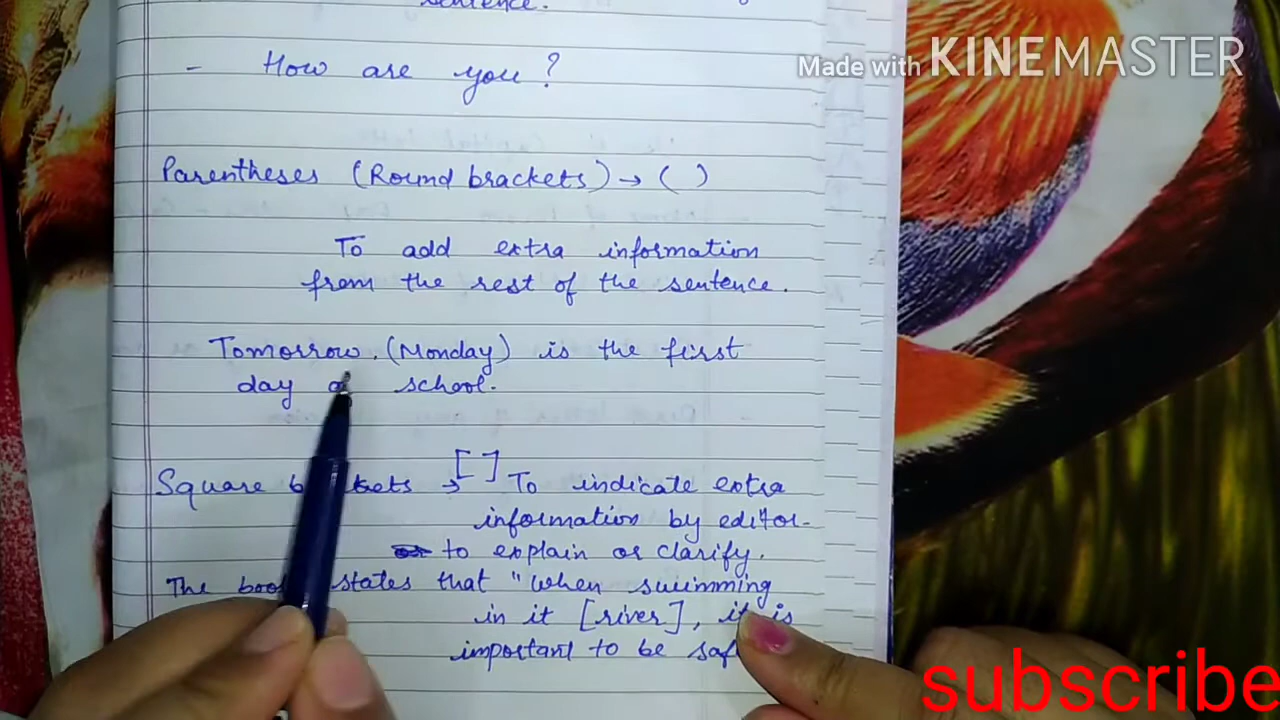 sentence.
- How are you?
Made with KINEMASTER
Parentheses (Round brackets) → ( )
To add extra information
from the rest of the sentence.
Tomorrow (Monday) is the first
day school.
Square → [ ] To indicate extra
information by editor
to explain or clarify.
The states that "when swimming
in it [river], it is
important to be
subscribe